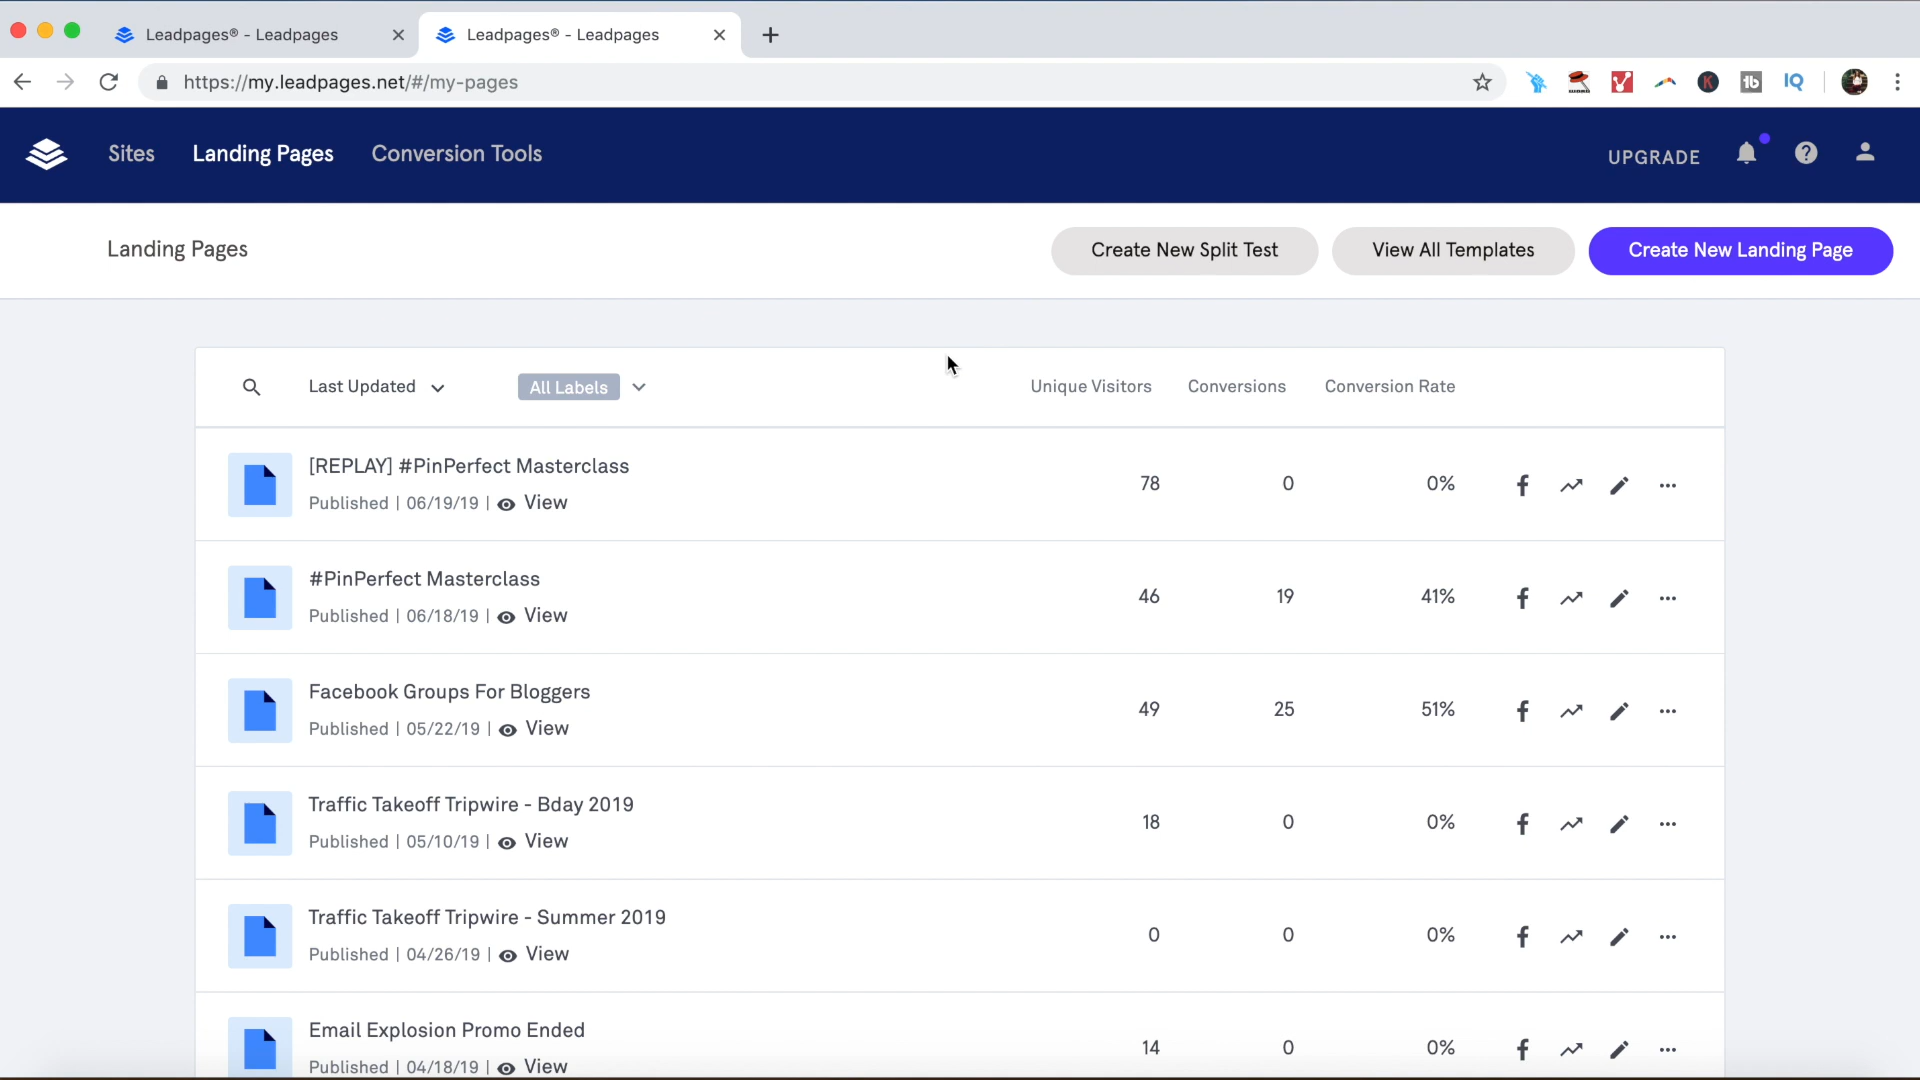 Leadpages® - Leadpages
Leadpages® - Leadpages
https://my.leadpages.net/#/my-pages
K
tb
IQ
Sites
Landing Pages
Conversion Tools
UPGRADE
?
Landing Pages
Create New Split Test
View All Templates
Create New Landing Page
Last Updated
All Labels
Unique Visitors
Conversions
Conversion Rate
[REPLAY] #PinPerfect Masterclass
78 0 0%
Published | 06/19/19 | View
#PinPerfect Masterclass
46 19 41%
Published | 06/18/19 | View
Facebook Groups For Bloggers
49 25 51%
Published | 05/22/19 | View
Traffic Takeoff Tripwire - Bday 2019
18 0 0%
Published | 05/10/19 | View
Traffic Takeoff Tripwire - Summer 2019
0 0 0%
Published | 04/26/19 | View
Email Explosion Promo Ended
14 0 0%
Published | 04/18/19 | View